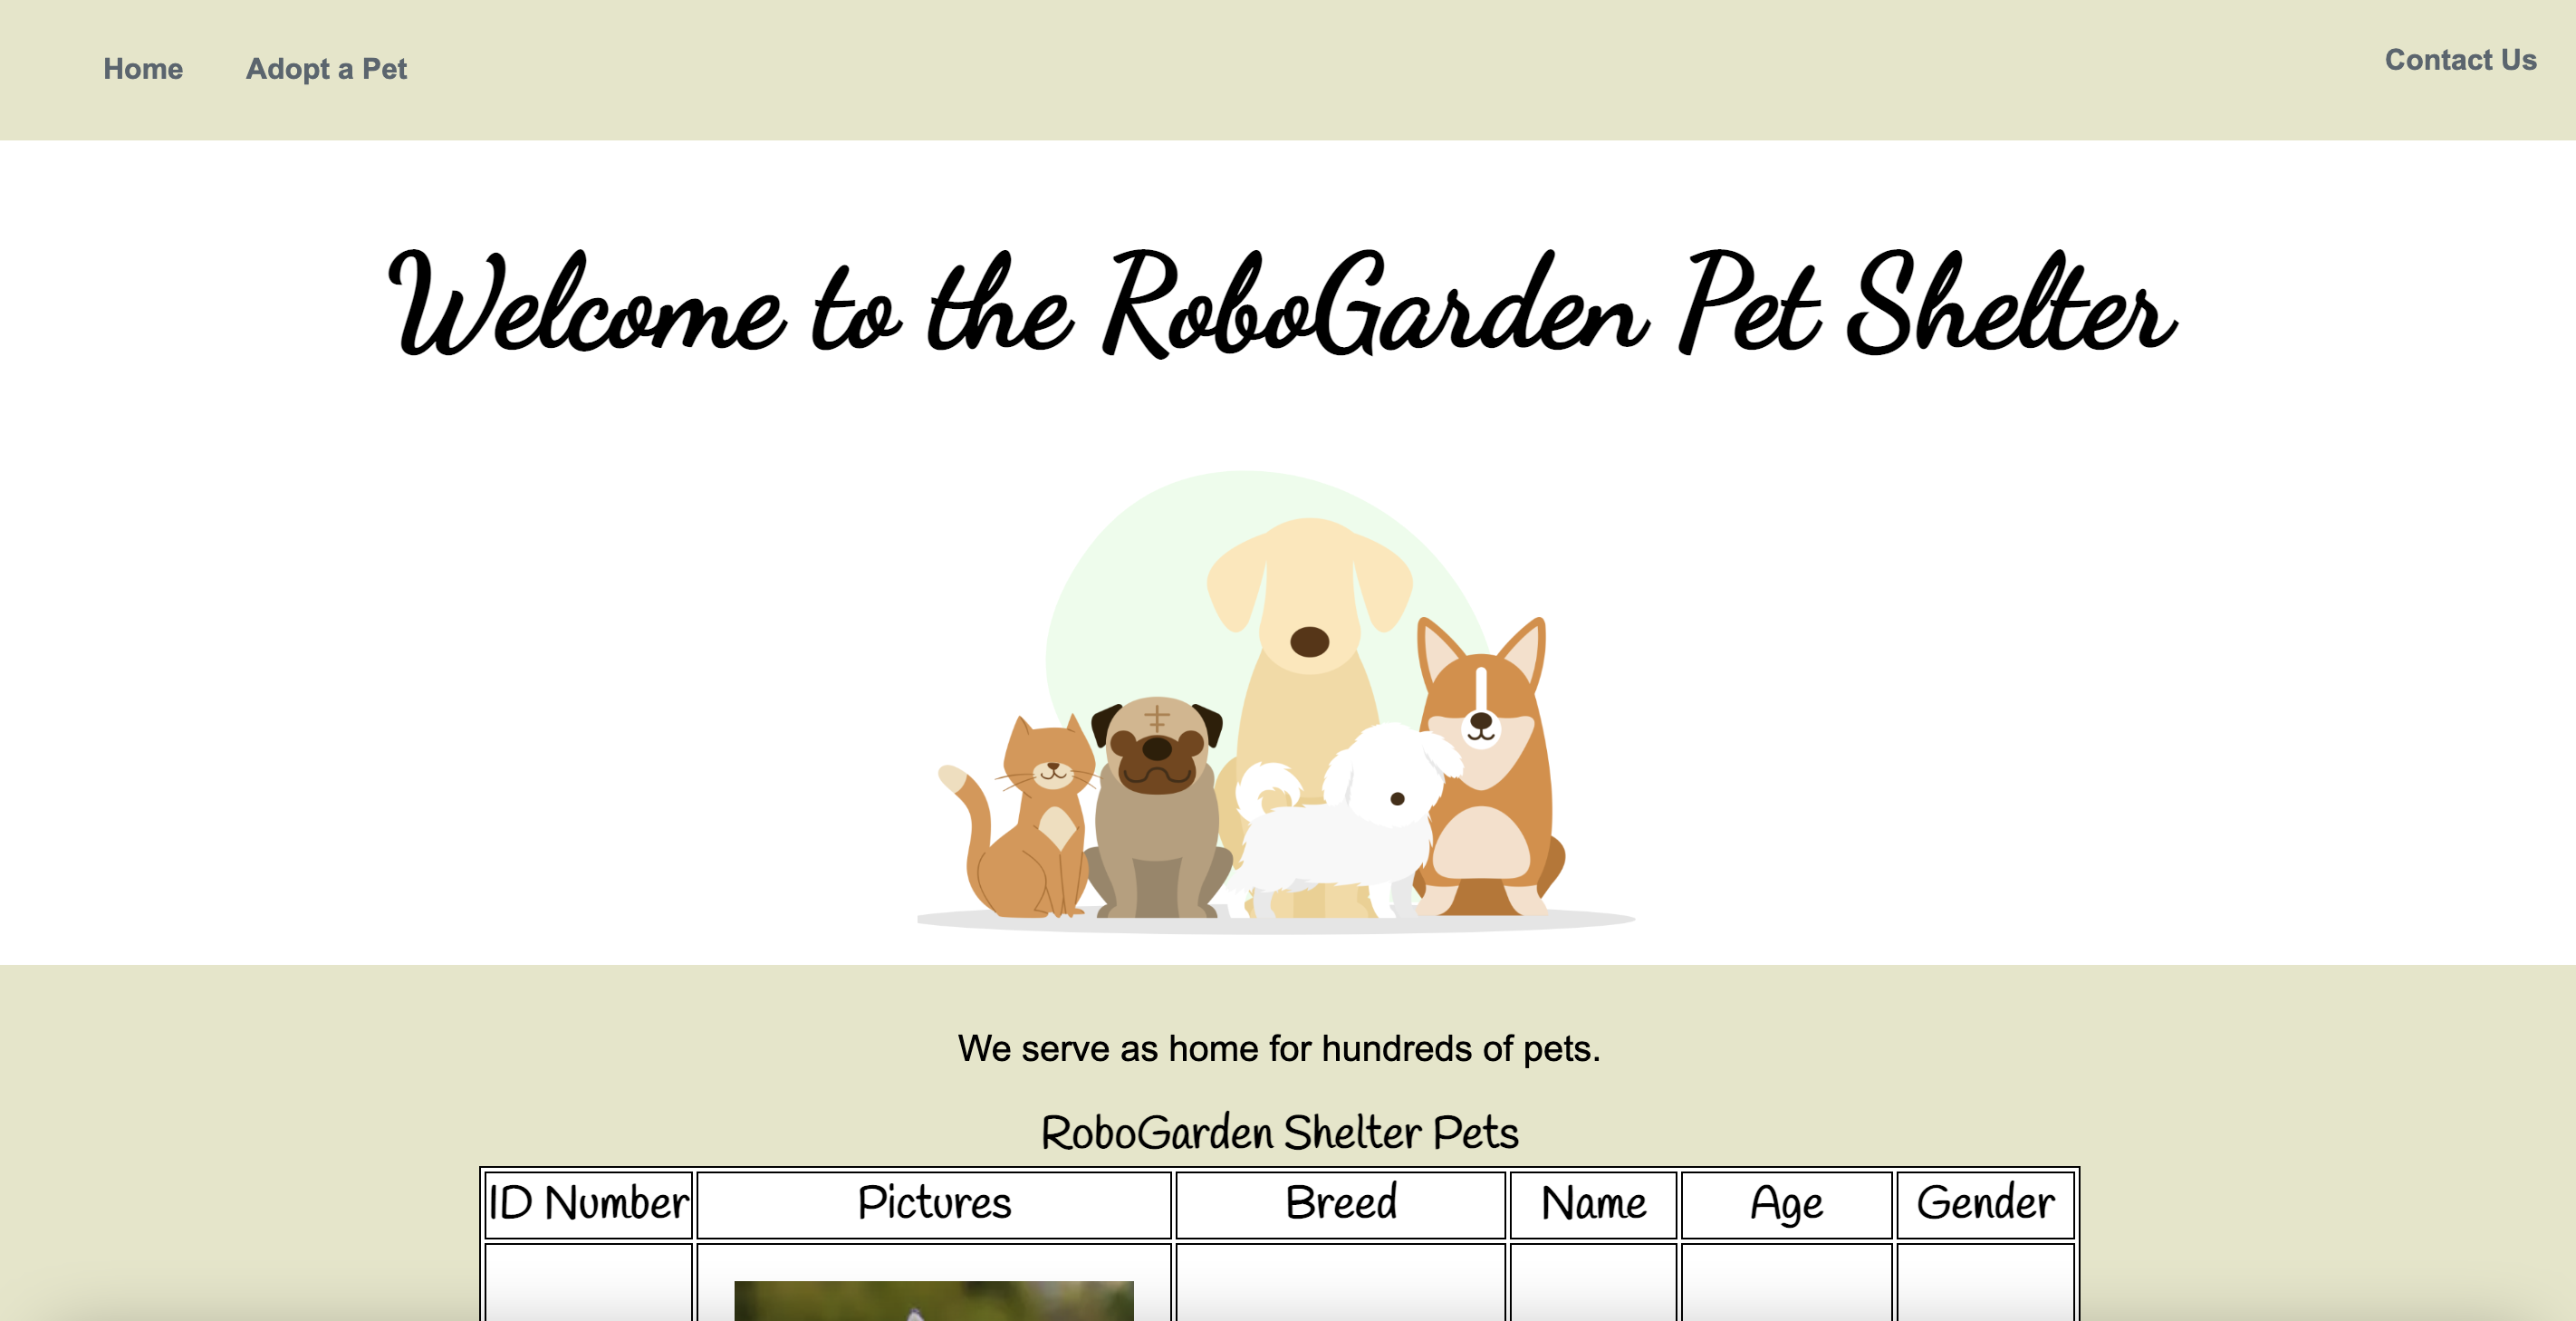 Home Adopt a Pet Contact Us
Welcome to the RoboGarden Pet Shelter
We serve as home for hundreds of pets.
RoboGarden Shelter Pets
ID Number Pictures Breed Name Age Gender